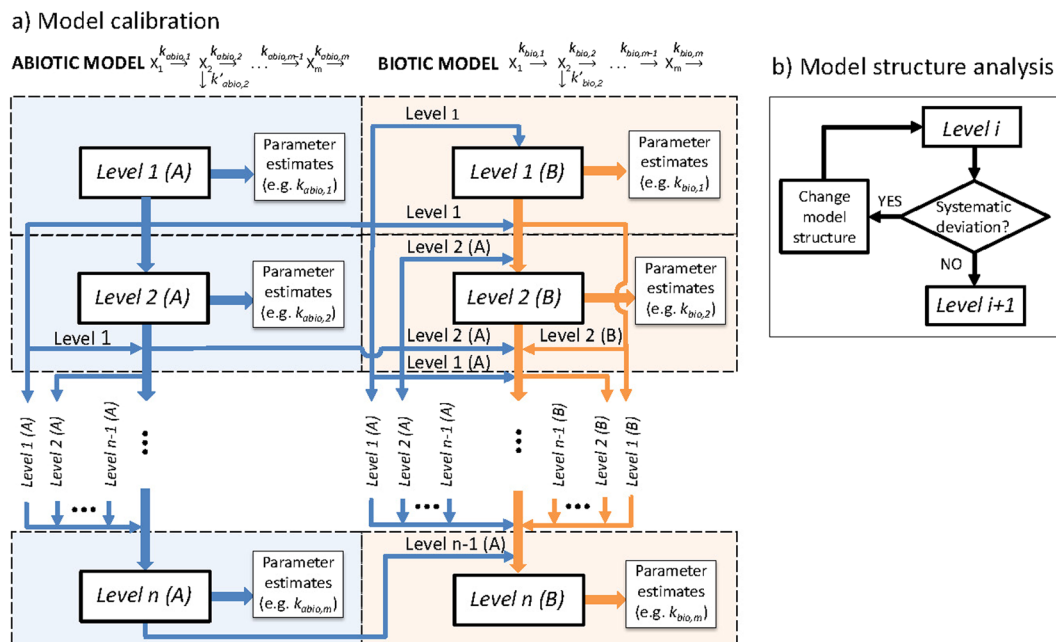 a) Model calibration
ABIOTIC MODEL X1 kabio,1 → X2 kabio,2 → … kabio,m-1 → Xm kabio,m →
↓ k'abio,2
BIOTIC MODEL X1 kbio,1 → X2 kbio,2 → … kbio,m-1 → Xm kbio,m →
↓ k'bio,2
Level 1 (A)
Parameter
estimates
(e.g. kabio,1)
Level 1
Level 1 (B)
Parameter
estimates
(e.g. kbio,1)
Level 1
Level 2 (A)
Level 2 (A)
Parameter
estimates
(e.g. kabio,2)
Level 2 (B)
Parameter
estimates
(e.g. kbio,2)
Level 1
Level 2 (A)
Level 2 (B)
Level 1 (A)
Level 1 (A)
Level 2 (A)
Level n-1 (A)
...
Level 1 (A)
Level 2 (A)
Level n-1 (A)
...
Level n-1 (B)
Level 2 (B)
Level 1 (B)
...
...
...
Level n-1 (A)
Level n (A)
Parameter
estimates
(e.g. kabio,m)
Level n (B)
Parameter
estimates
(e.g. kbio,m)
b) Model structure analysis
Level i
Systematic
deviation?
YES
Change
model
structure
NO
Level i+1